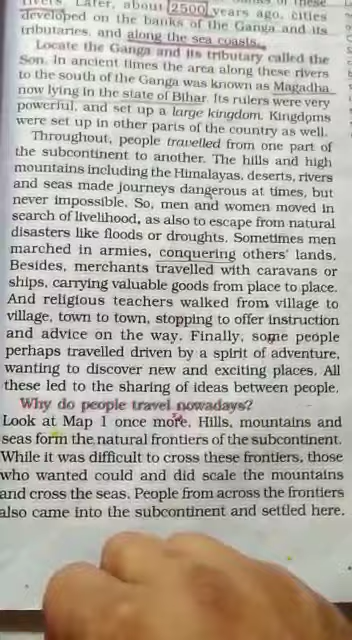 rivers. Later, about 2500 years ago, cities
developed on the banks of the Ganga and its
tributaries, and along the sea coasts.
Locate the Ganga and its tributary called the
Son. In ancient times the area along these rivers
to the south of the Ganga was known as Magadha
now lying in the state of Bihar. Its rulers were very
powerful, and set up a large kingdom. Kingdoms
were set up in other parts of the country as well.
Throughout, people travelled from one part of
the subcontinent to another. The hills and high
mountains including the Himalayas, deserts, rivers
and seas made journeys dangerous at times, but
never impossible. So, men and women moved in
search of livelihood, as also to escape from natural
disasters like floods or droughts. Sometimes men
marched in armies, conquering others' lands.
Besides, merchants travelled with caravans or
ships, carrying valuable goods from place to place.
And religious teachers walked from village to
village, town to town, stopping to offer instruction
and advice on the way. Finally, some people
perhaps travelled driven by a spirit of adventure,
wanting to discover new and exciting places. All
these led to the sharing of ideas between people.
Why do people travel nowadays?
Look at Map 1 once more. Hills, mountains and
seas form the natural frontiers of the subcontinent.
While it was difficult to cross these frontiers, those
who wanted could and did scale the mountains
and cross the seas. People from across the frontiers
also came into the subcontinent and settled here.